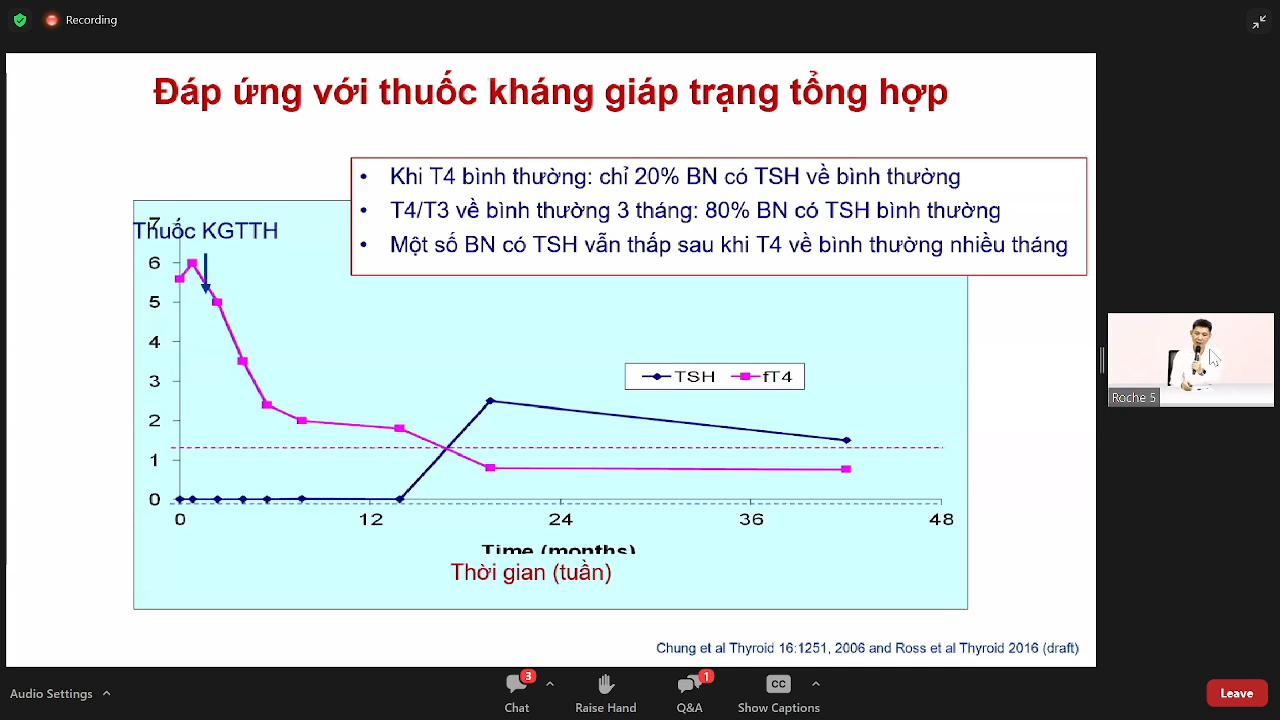 Recording
Đáp ứng với thuốc kháng giáp trạng tổng hợp
• Khi T4 bình thường: chỉ 20% BN có TSH về bình thường
• T4/T3 về bình thường 3 tháng: 80% BN có TSH bình thường
• Một số BN có TSH vẫn thấp sau khi T4 về bình thường nhiều tháng
7
Thuốc KGTTH
6
5
4
3
2
1
0
TSH fT4
0 12 24 36 48
Time (months)
Thời gian (tuần)
Chung et al Thyroid 16:1251, 2006 and Ross et al Thyroid 2016 (draft)
Roche 5
Audio Settings
3
Chat
Raise Hand
1
Q&A
CC
Show Captions
Leave